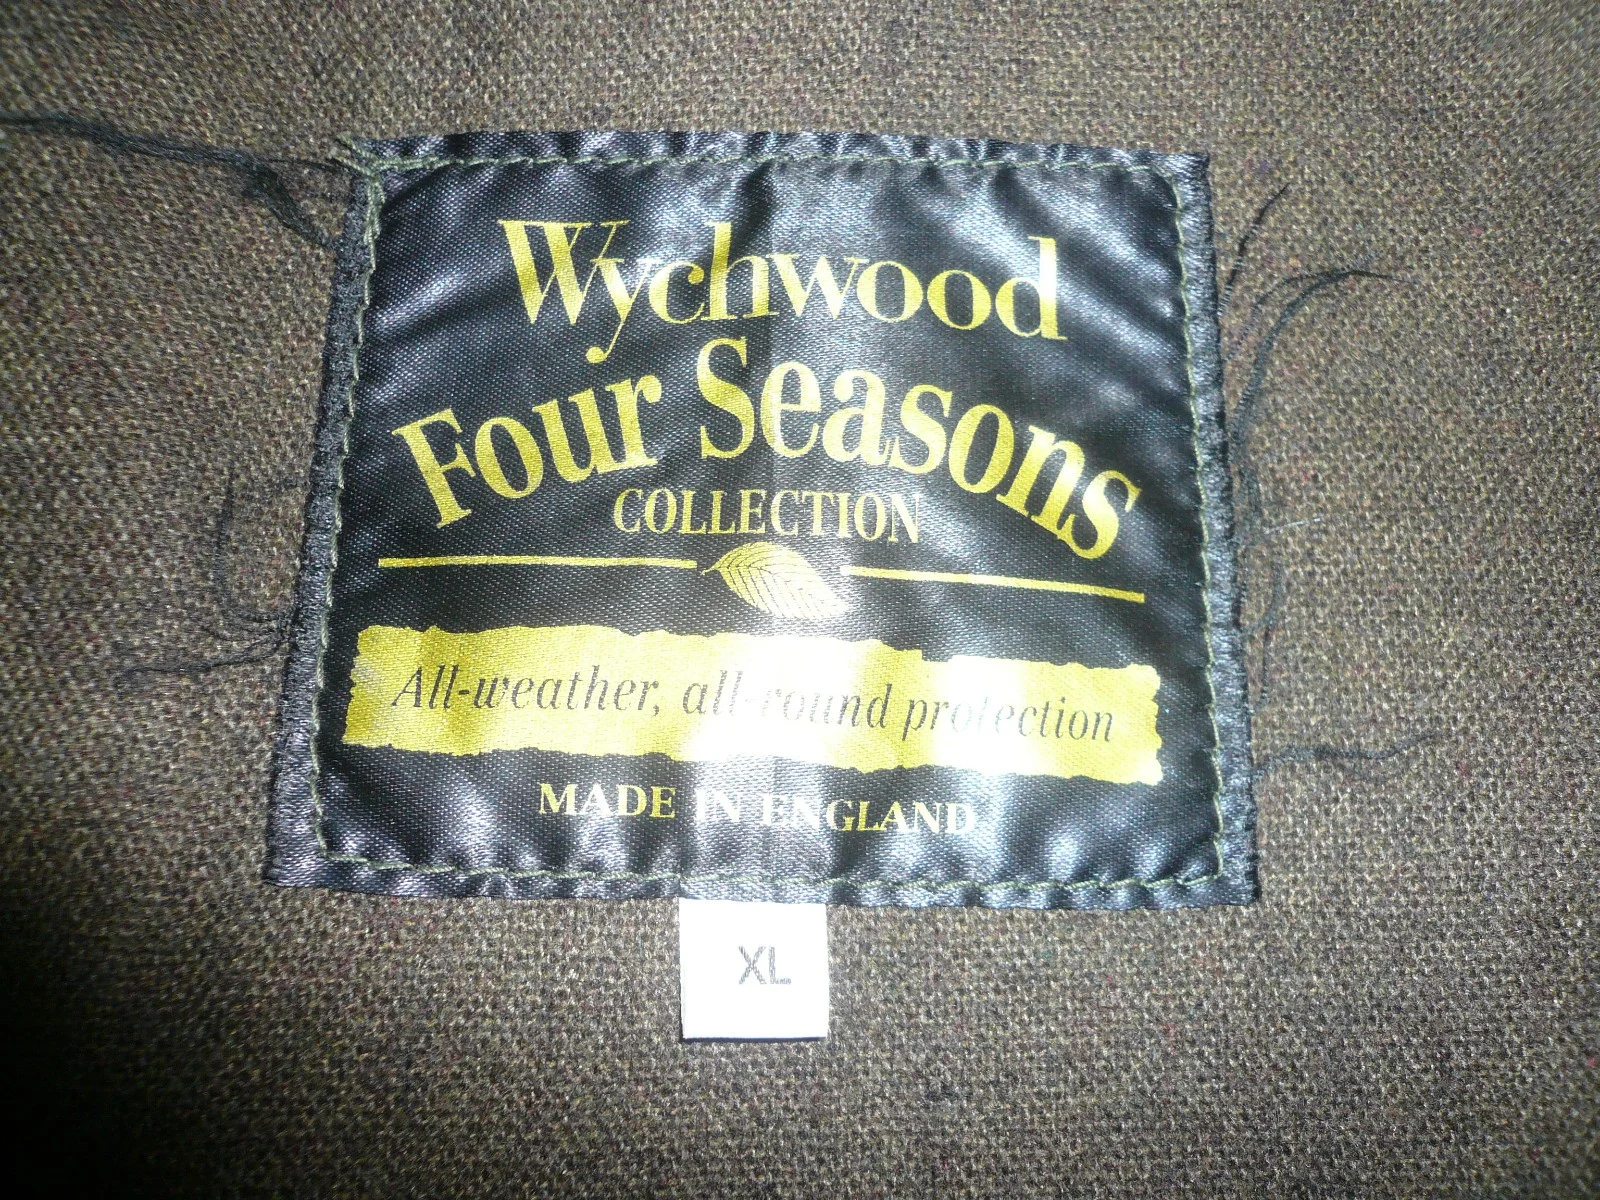 Wychwood
Four Seasons
COLLECTION
All-weather, all-round protection
MADE IN ENGLAND
XL